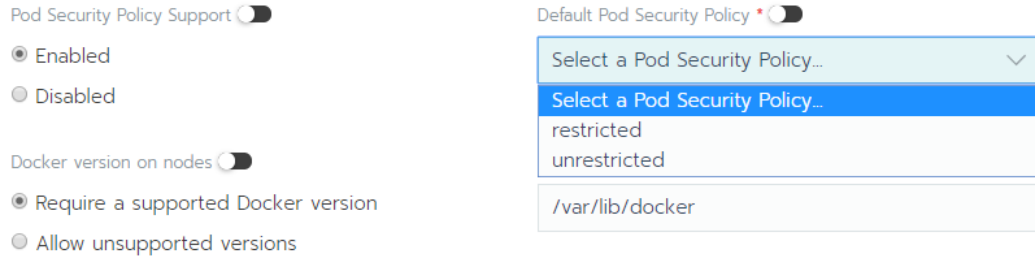 Pod Security Policy Support
Enabled
Disabled
Docker version on nodes
Require a supported Docker version
Allow unsupported versions
Default Pod Security Policy *
Select a Pod Security Policy...
Select a Pod Security Policy...
restricted
unrestricted
/var/lib/docker